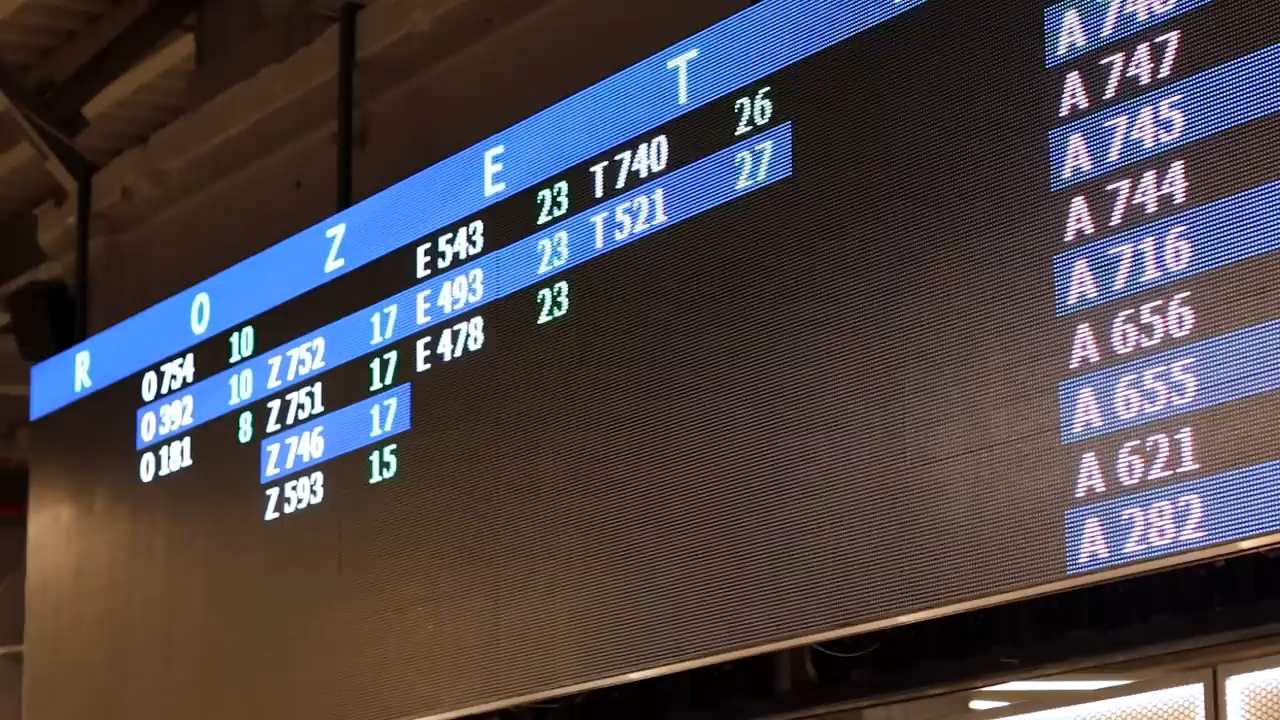 R O Z E T
O 754 10
O 392 10
O 181 8
Z 752 17
Z 751 17
Z 746 17
Z 593 15
E 543 23
E 493 23
E 478 23
T 740 26
T 521 27
A 748
A 747
A 745
A 744
A 716
A 656
A 655
A 621
A 282